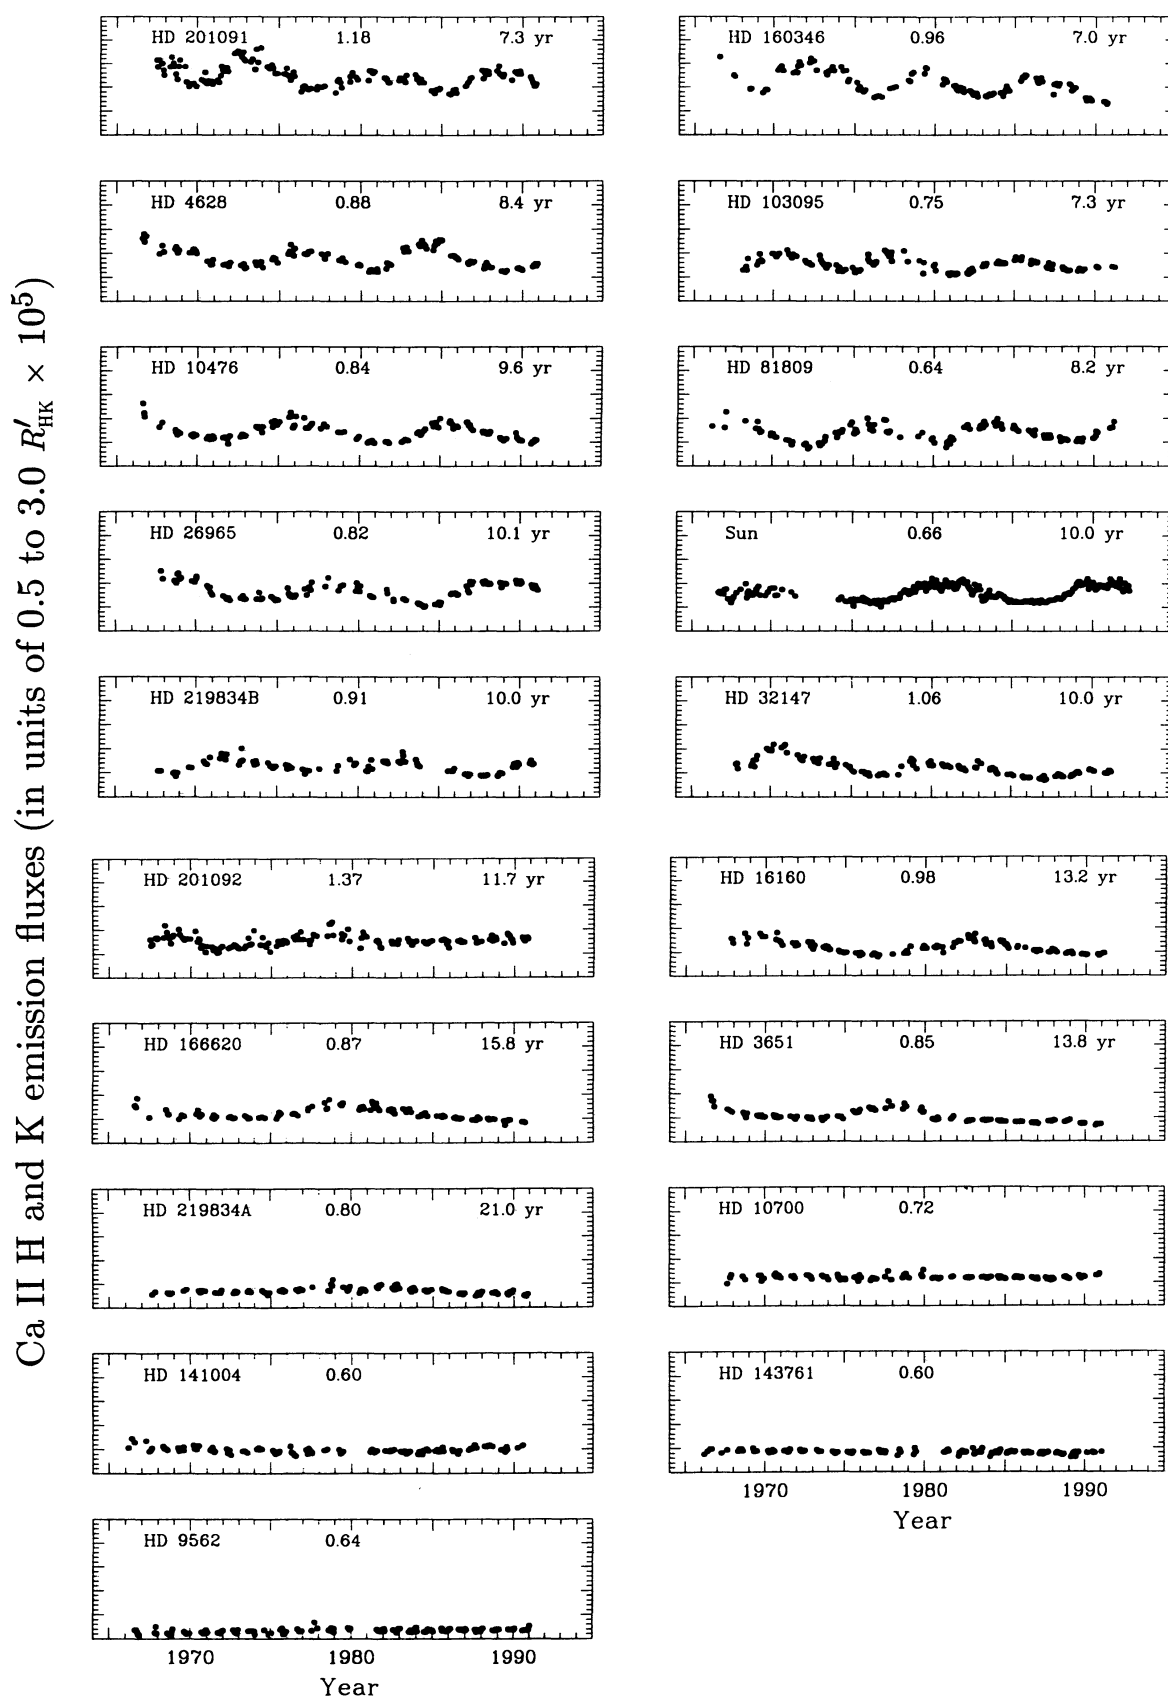 Ca II H and K emission fluxes (in units of 0.5 to 3.0 R′HK × 10⁵)
HD 201091 1.18 7.3 yr
HD 160346 0.96 7.0 yr
HD 4628 0.88 8.4 yr
HD 103095 0.75 7.3 yr
HD 10476 0.84 9.6 yr
HD 81809 0.64 8.2 yr
HD 26965 0.82 10.1 yr
Sun 0.66 10.0 yr
HD 219834B 0.91 10.0 yr
HD 32147 1.06 10.0 yr
HD 201092 1.37 11.7 yr
HD 16160 0.98 13.2 yr
HD 166620 0.87 15.8 yr
HD 3651 0.85 13.8 yr
HD 219834A 0.80 21.0 yr
HD 10700 0.72
HD 141004 0.60
HD 143761 0.60
1970 1980 1990
Year
HD 9562 0.64
1970 1980 1990
Year